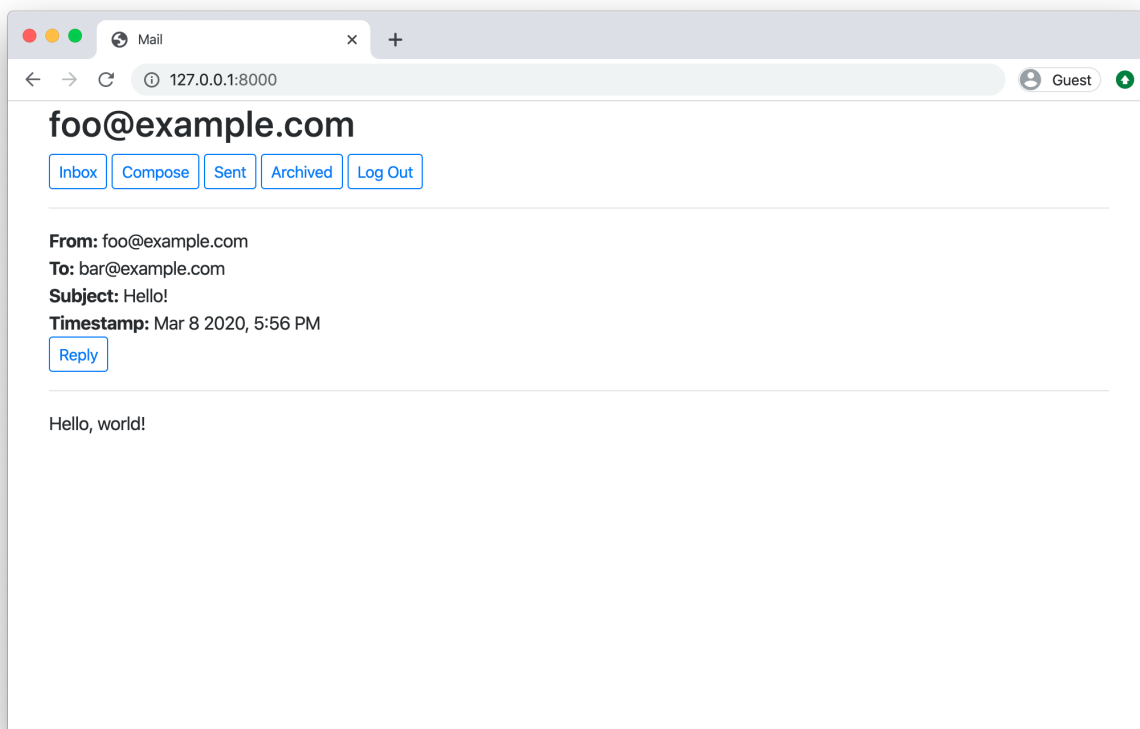 Mail
127.0.0.1:8000
Guest
foo@example.com
Inbox Compose Sent Archived Log Out
From: foo@example.com
To: bar@example.com
Subject: Hello!
Timestamp: Mar 8 2020, 5:56 PM
Reply
Hello, world!